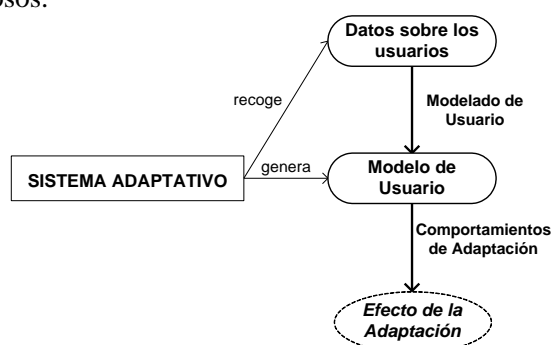 Datos sobre los
usuarios
recoge
Modelado de
Usuario
SISTEMA ADAPTATIVO
genera
Modelo de
Usuario
Comportamientos
de Adaptación
Efecto de la
Adaptación